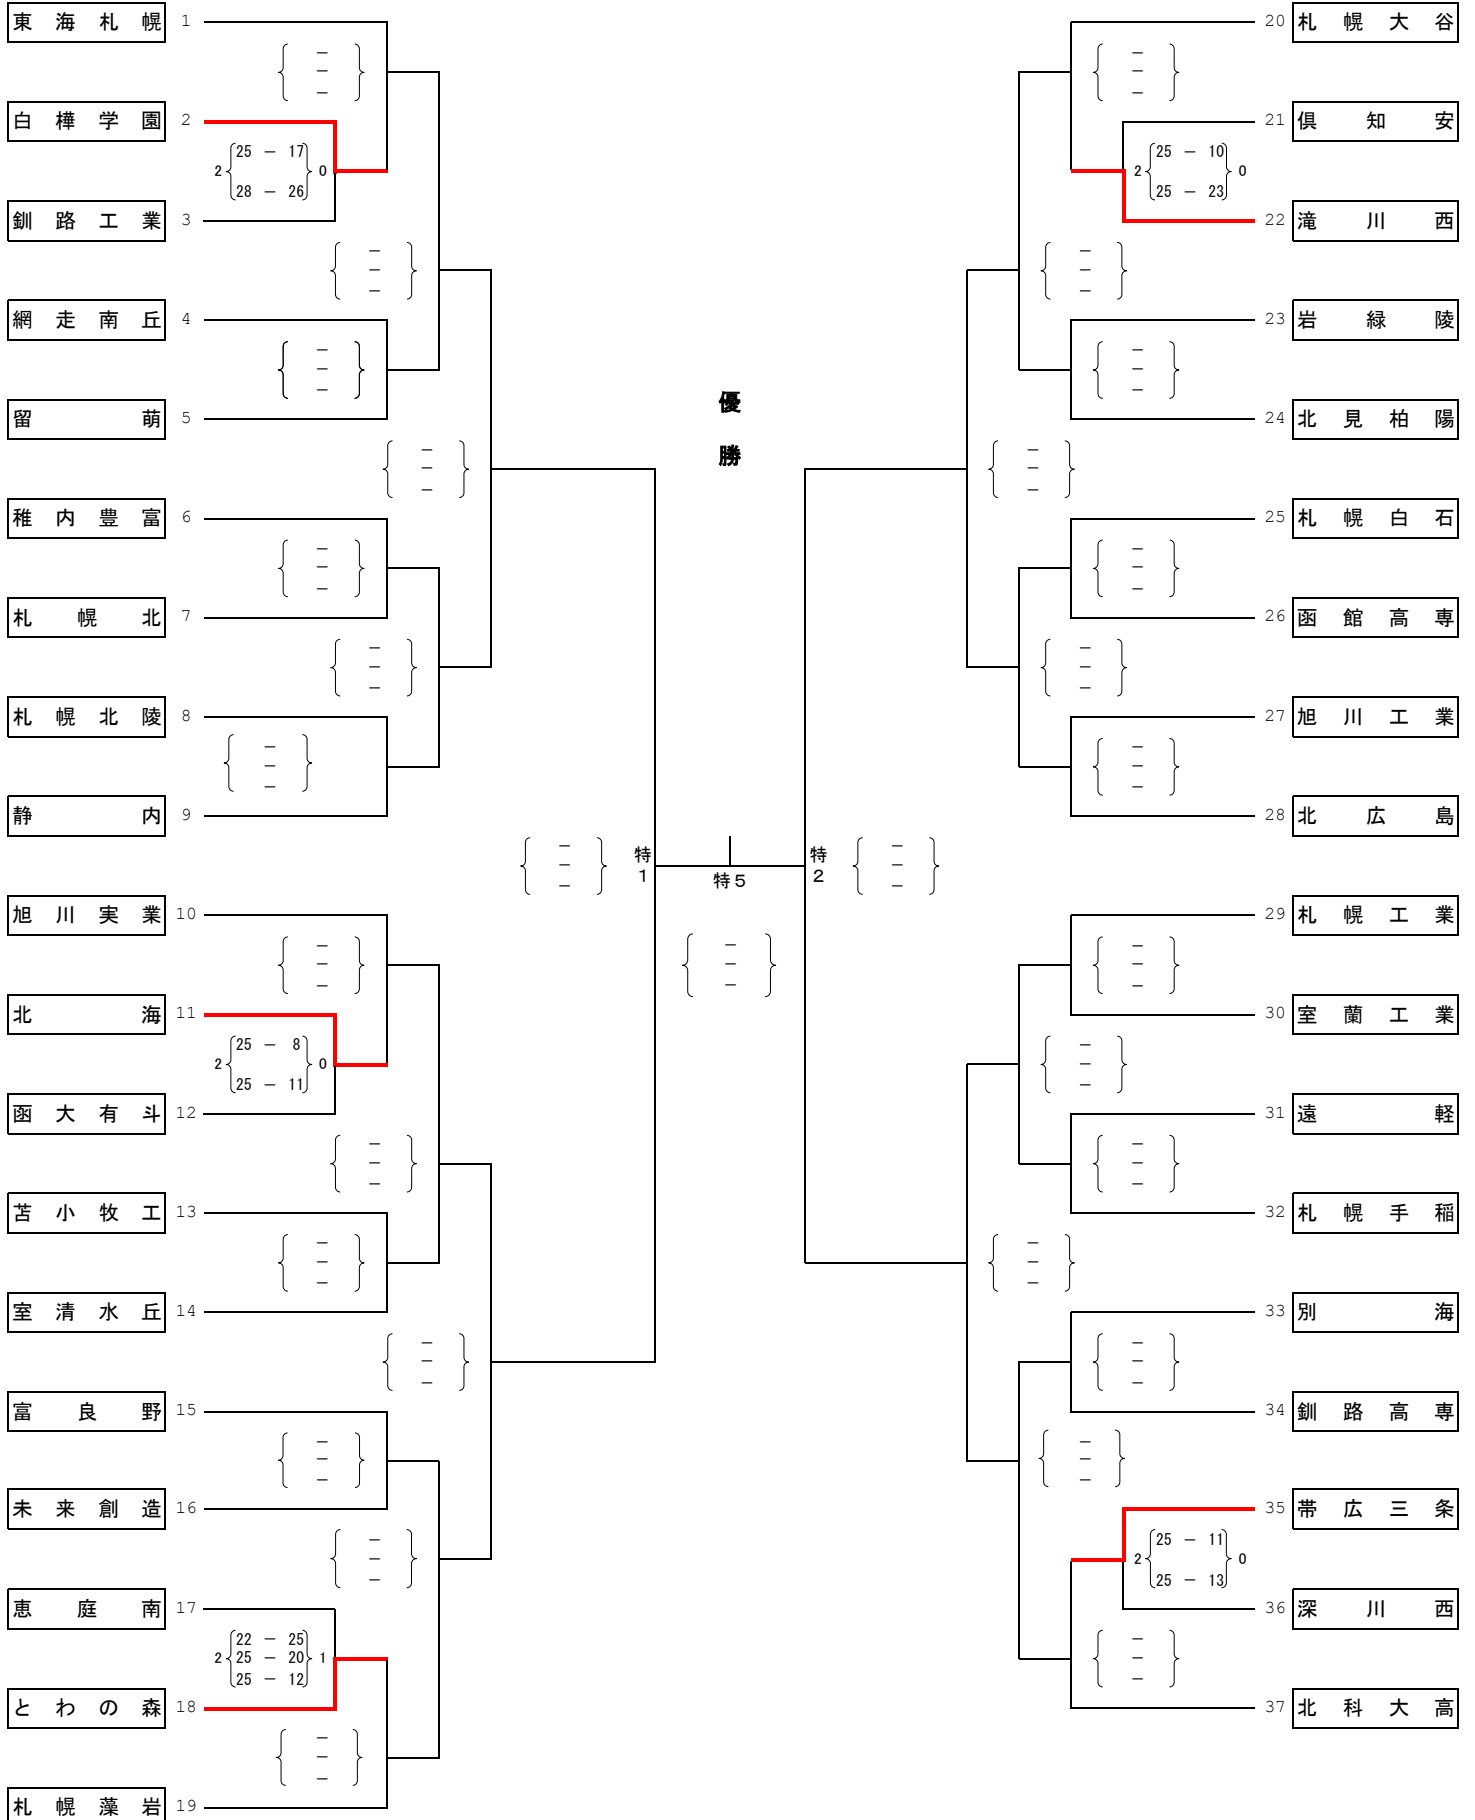 東海札幌 1
白樺学園 2
2 25 － 17 0
28 － 26
釧路工業 3
網走南丘 4
留萌 5
稚内豊富 6
札幌北 7
札幌北陵 8
静内 9
旭川実業 10
北海 11
2 25 － 8 0
25 － 11
函大有斗 12
苫小牧工 13
室清水丘 14
富良野 15
未来創造 16
恵庭南 17
22 － 25
2 25 － 20 1
25 － 12
とわの森 18
札幌藻岩 19
優
勝
特
1
特5
特
2
20 札幌大谷
21 倶知安
2 25 － 10 0
25 － 23
22 滝川西
23 岩緑陵
24 北見柏陽
25 札幌白石
26 函館高専
27 旭川工業
28 北広島
29 札幌工業
30 室蘭工業
31 遠軽
32 札幌手稲
33 別海
34 釧路高専
35 帯広三条
2 25 － 11 0
25 － 13
36 深川西
37 北科大高